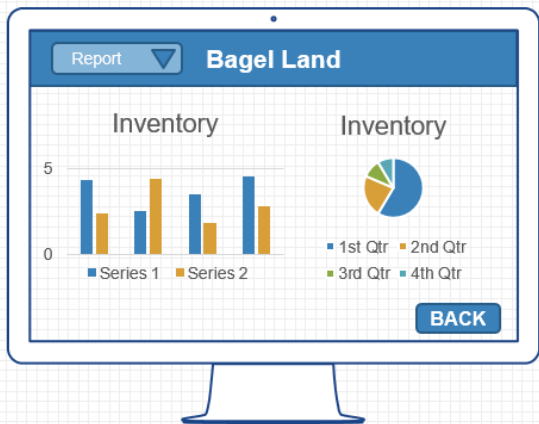 Report
Bagel Land
Inventory
5
0
Series 1 Series 2
Inventory
1st Qtr 2nd Qtr
3rd Qtr 4th Qtr
BACK